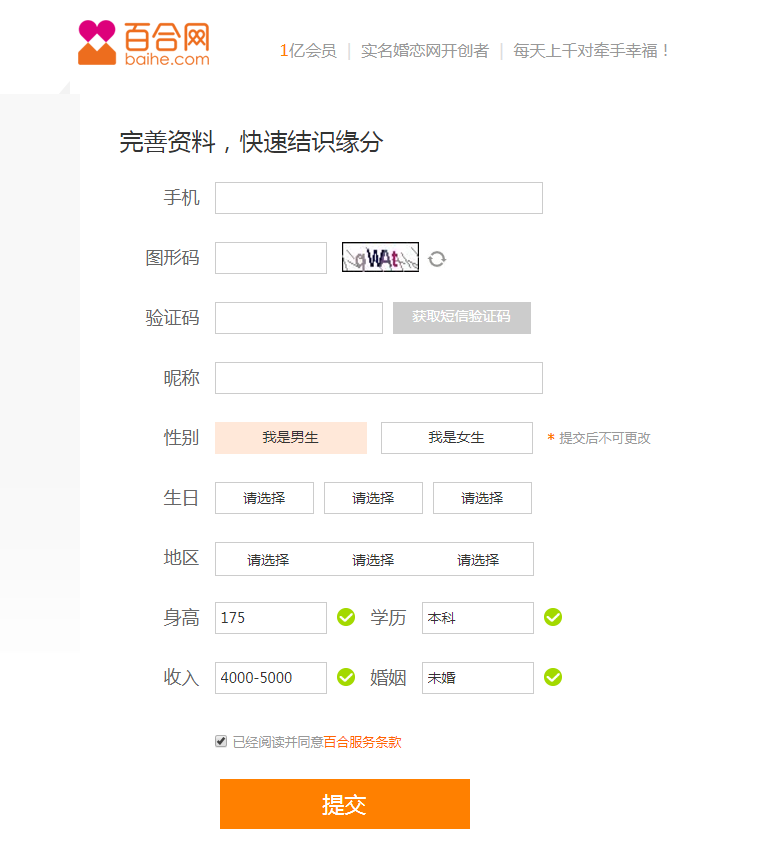 百合网
baihe.com
1亿会员 | 实名婚恋网开创者 | 每天上千对牵手幸福！
完善资料，快速结识缘分
手机
图形码 gWAt
验证码 获取短信验证码
昵称
性别 我是男生 我是女生 * 提交后不可更改
生日 请选择 请选择 请选择
地区 请选择 请选择 请选择
身高 175 学历 本科
收入 4000-5000 婚姻 未婚
已经阅读并同意百合服务条款
提交